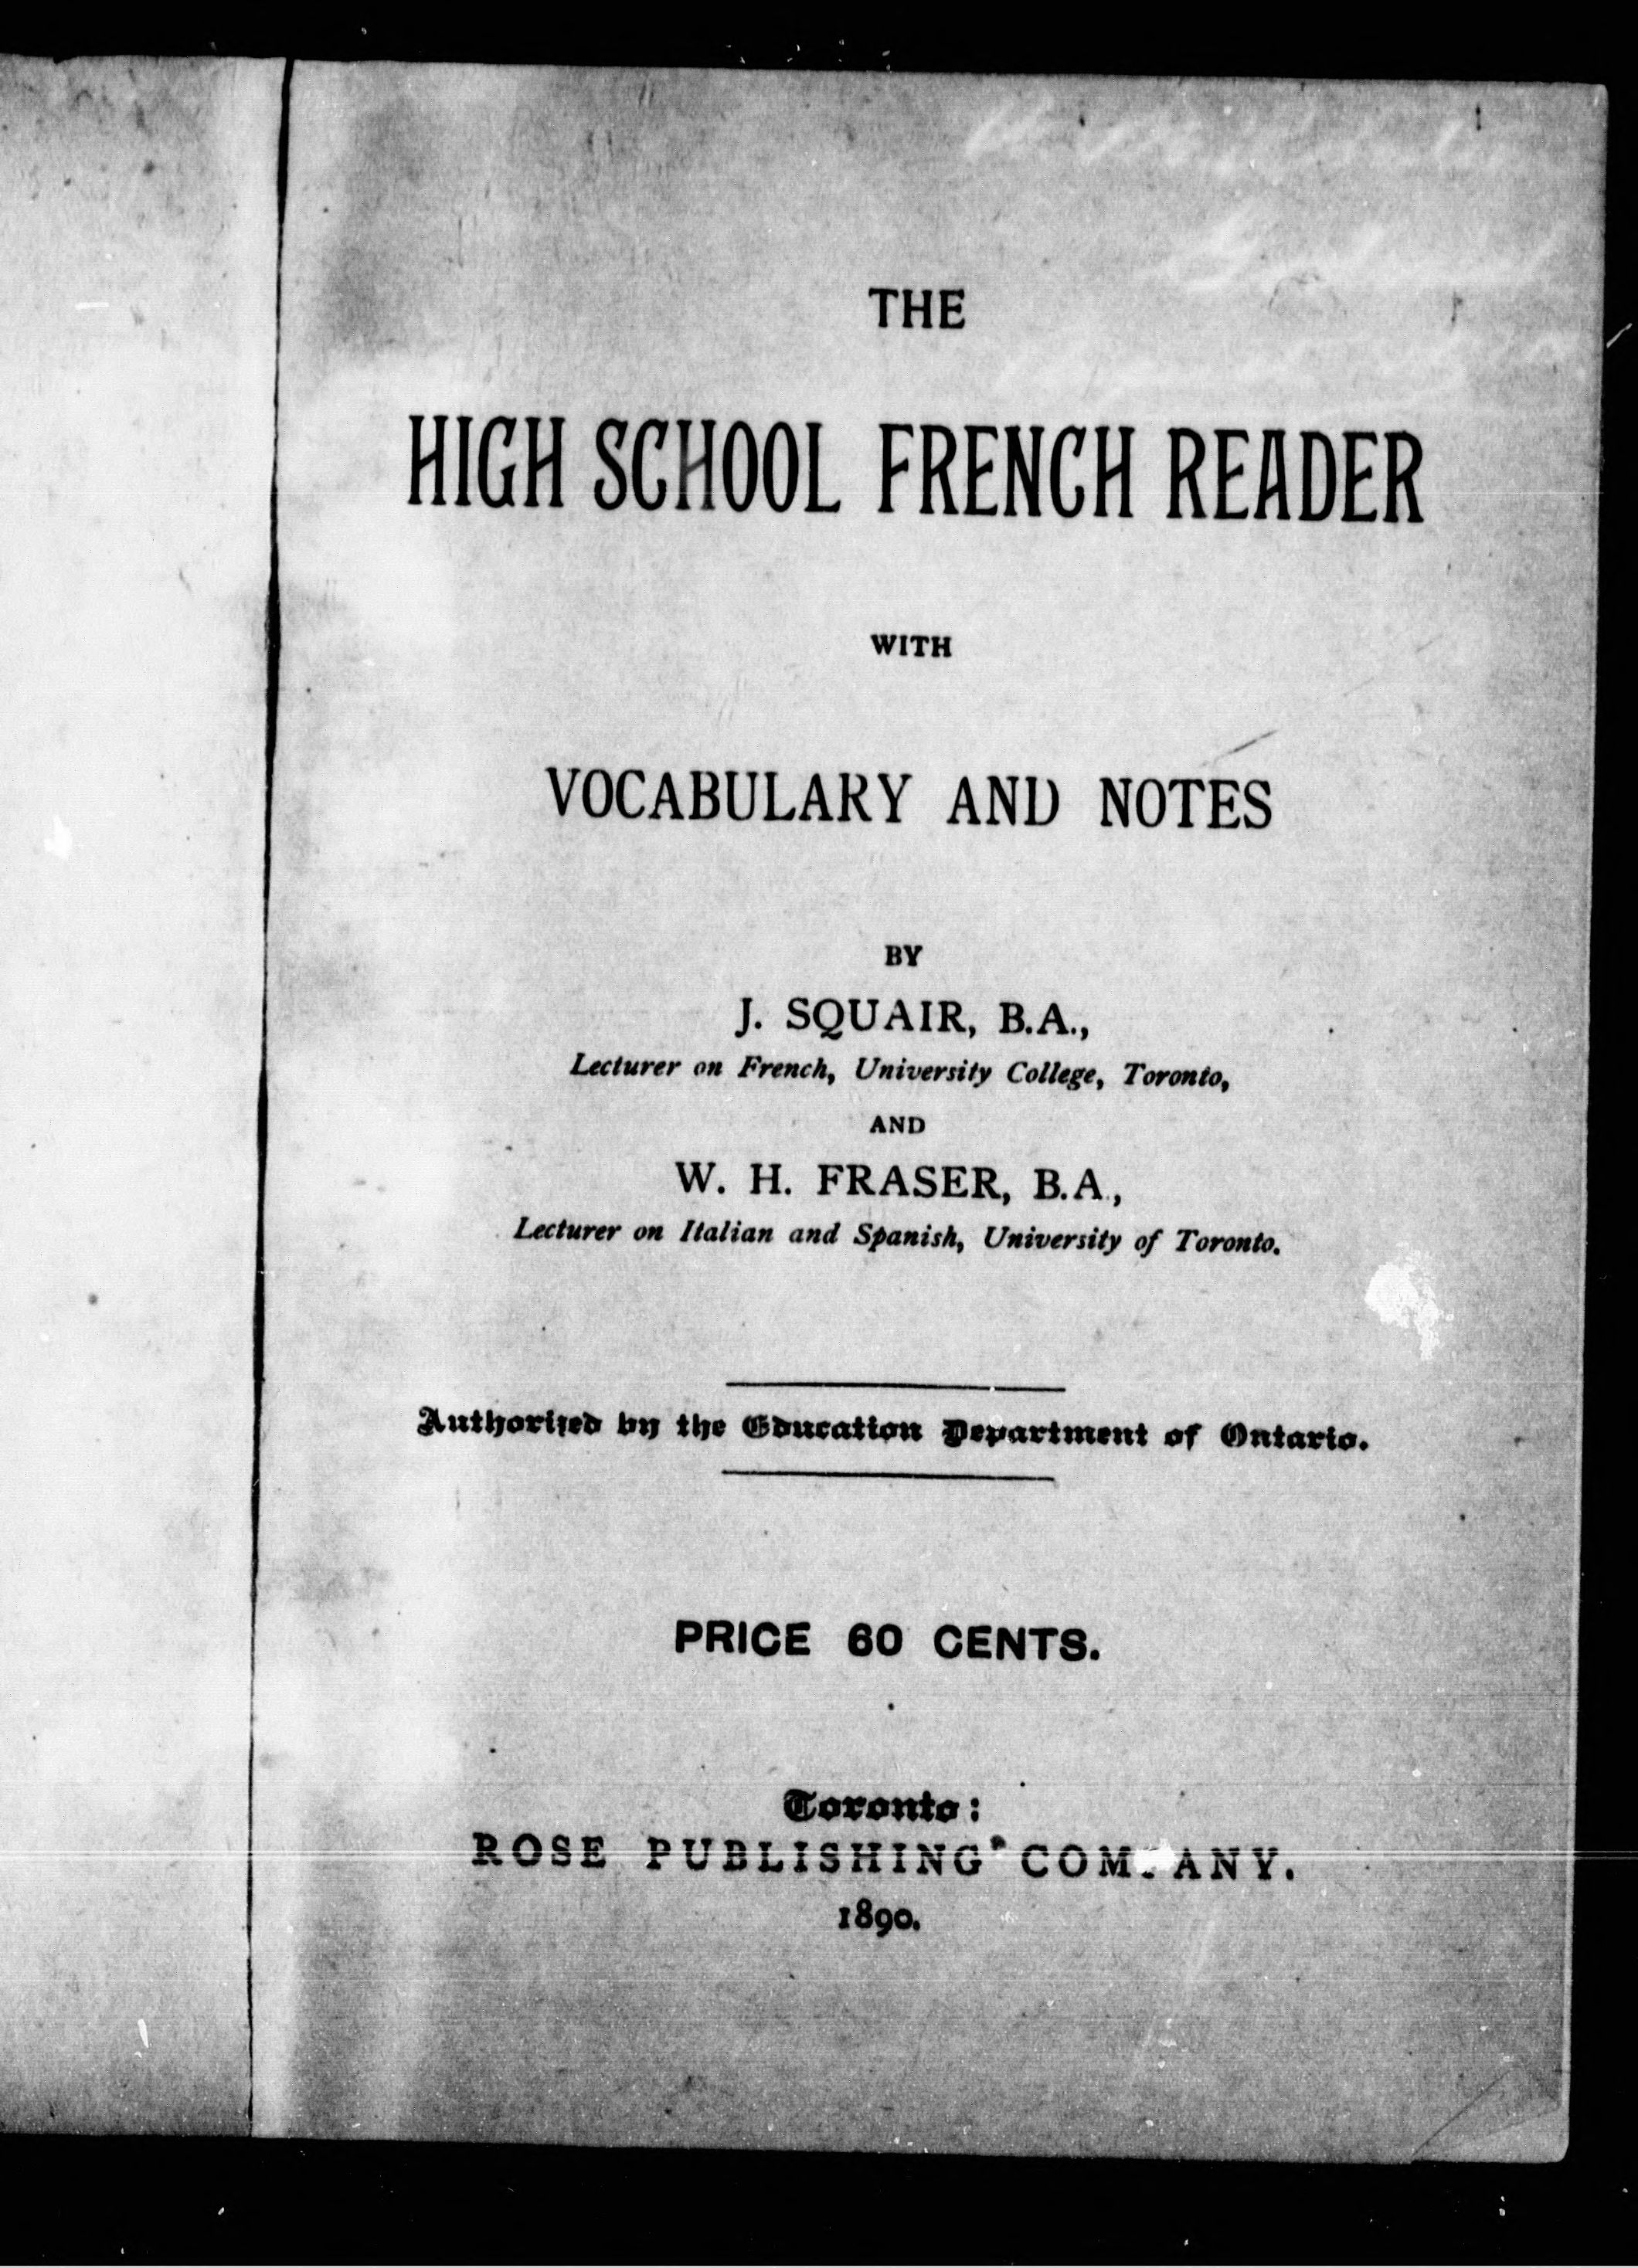 THE
HIGH SCHOOL FRENCH READER
WITH
VOCABULARY AND NOTES
BY
J. SQUAIR, B.A.,
Lecturer on French, University College, Toronto,
AND
W. H. FRASER, B.A.,
Lecturer on Italian and Spanish, University of Toronto.
Authorized by the Education Department of Ontario.
PRICE 60 CENTS.
Toronto:
ROSE PUBLISHING COMPANY.
1890.